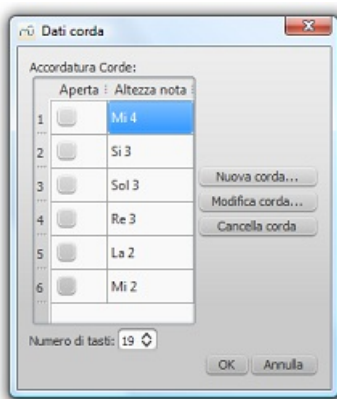 Dati corda
Accordatura Corde:
Aperta Altezza nota
1 Mi 4
2 Si 3
3 Sol 3
4 Re 3
5 La 2
6 Mi 2
Nuova corda...
Modifica corda...
Cancella corda
Numero di tasti: 19
OK Annulla